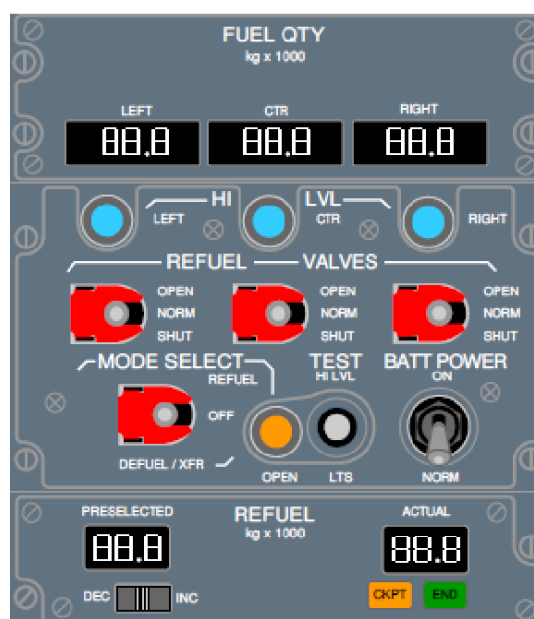 FUEL QTY
kg x 1000
LEFT CTR RIGHT
88.8 88.8 88.8
HI LVL
LEFT CTR RIGHT
REFUEL VALVES
OPEN OPEN OPEN
NORM NORM NORM
SHUT SHUT SHUT
MODE SELECT TEST BATT POWER
REFUEL HI LVL ON
OFF
DEFUEL / XFR
OPEN LTS NORM
PRESELECTED REFUEL ACTUAL
kg x 1000
88.8 88.8
DEC INC CKPT END